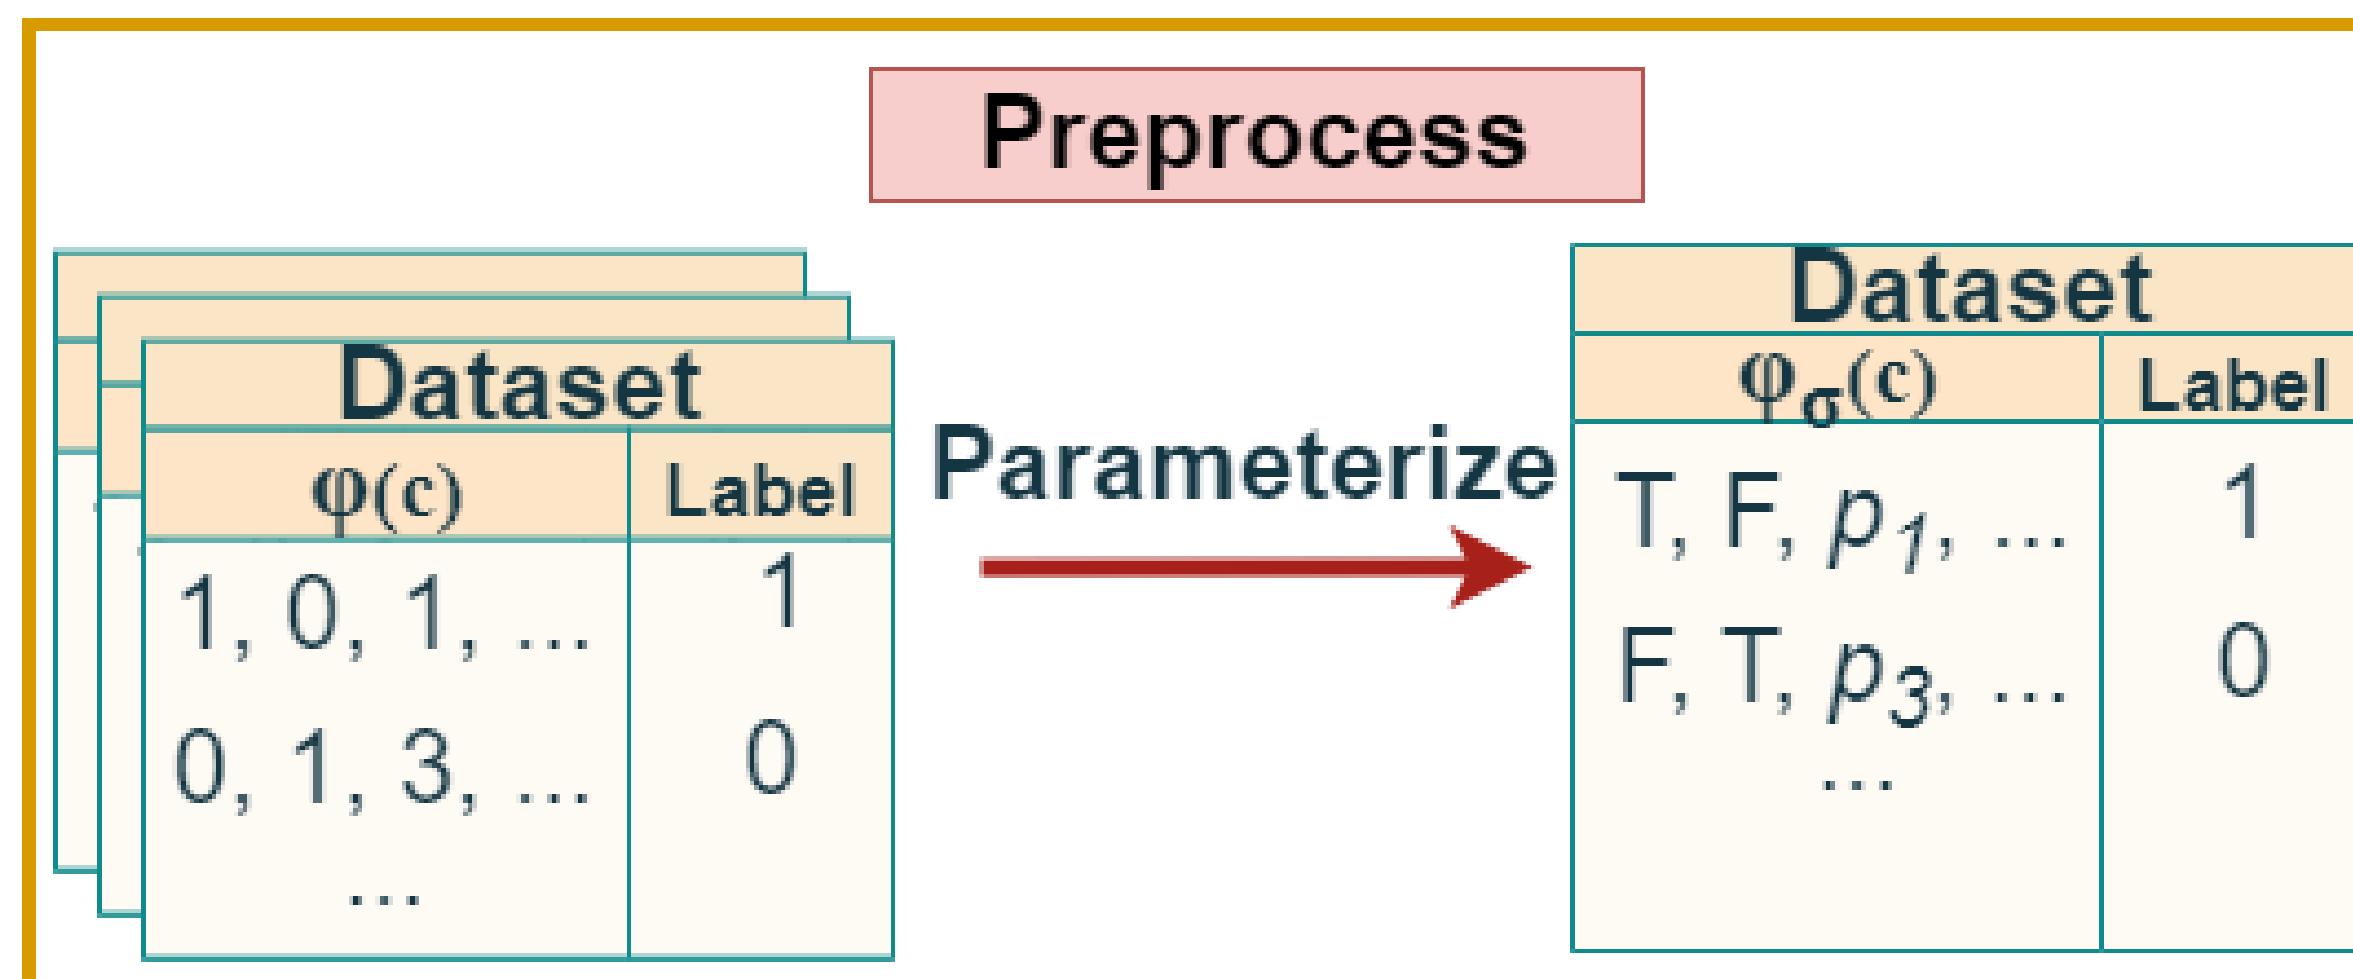 Preprocess
Dataset
φ(c) Label
1, 0, 1, ... 1
0, 1, 3, ... 0
...
Parameterize
Dataset
φσ(c) Label
T, F, p1, ... 1
F, T, p3, ... 0
...